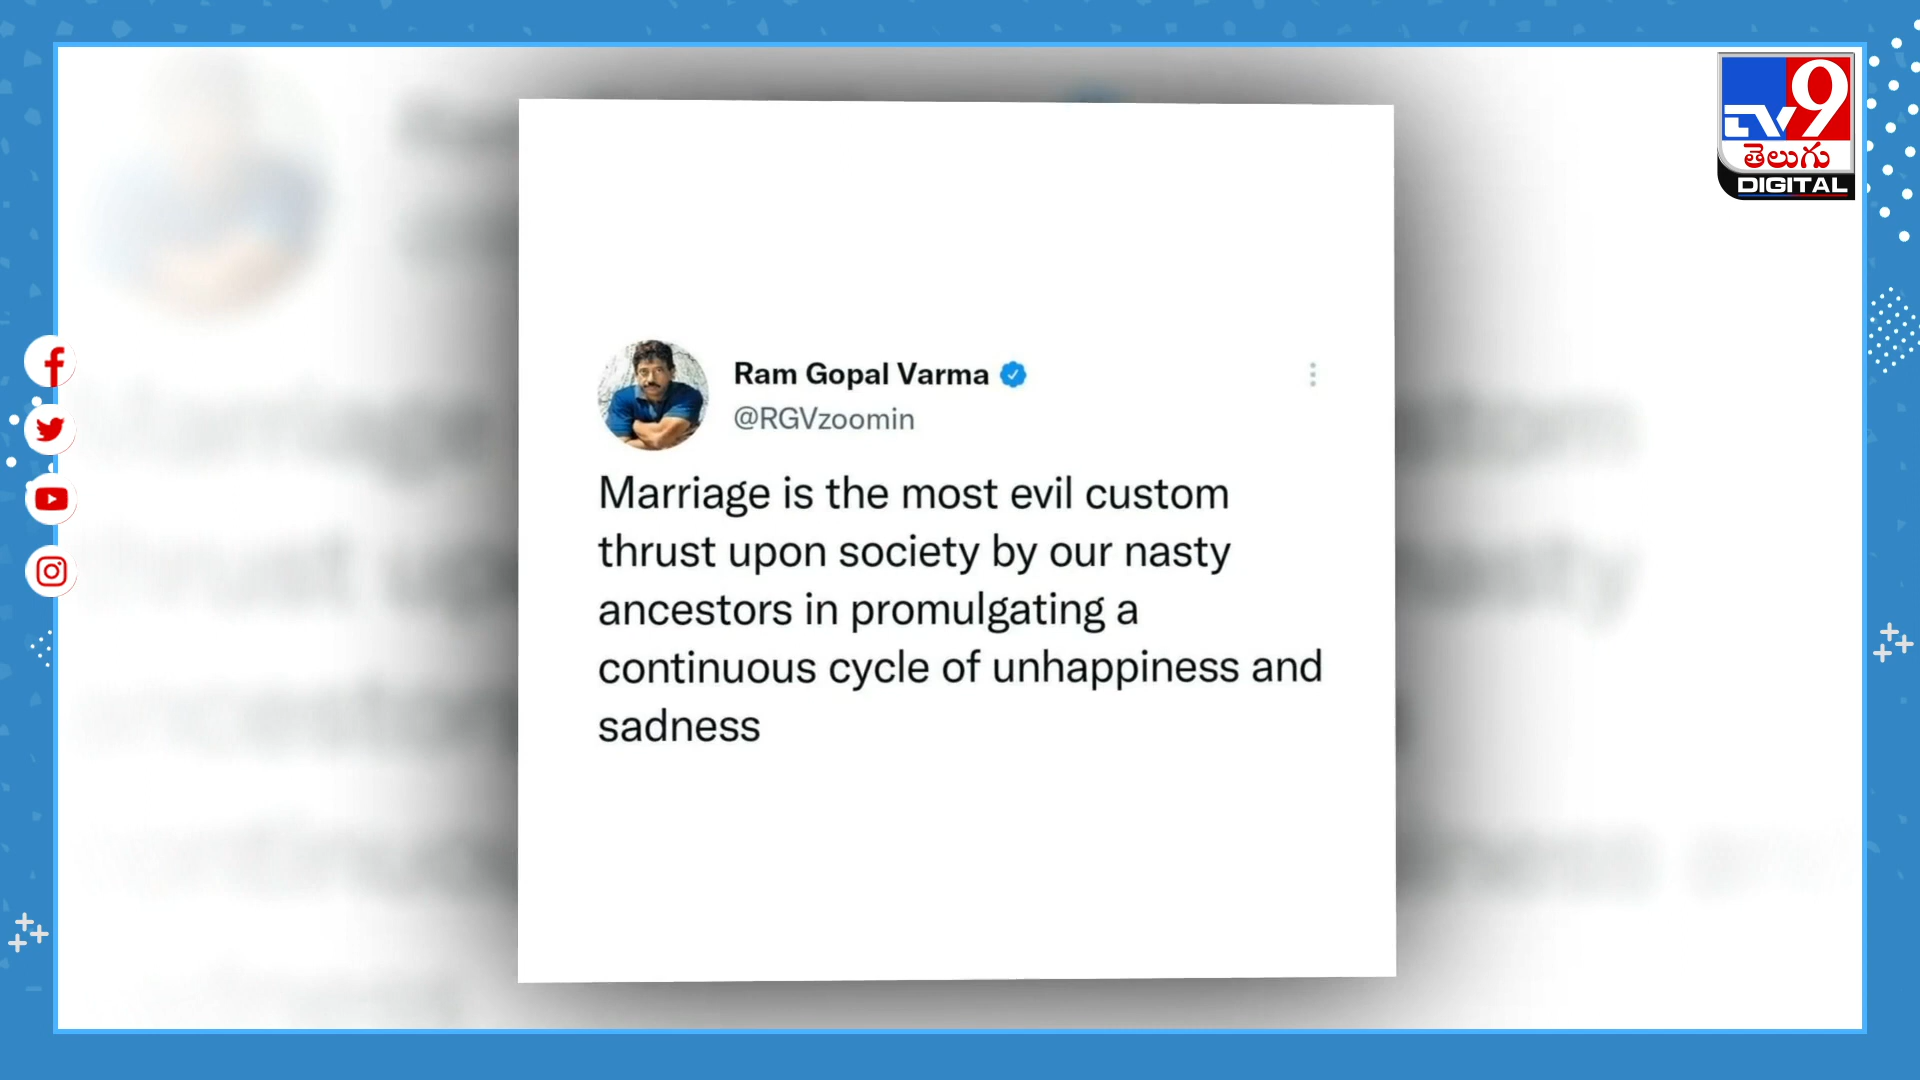 TV9
తెలుగు
DIGITAL
Ram Gopal Varma
@RGVzoomin
Marriage is the most evil custom
thrust upon society by our nasty
ancestors in promulgating a
continuous cycle of unhappiness and
sadness